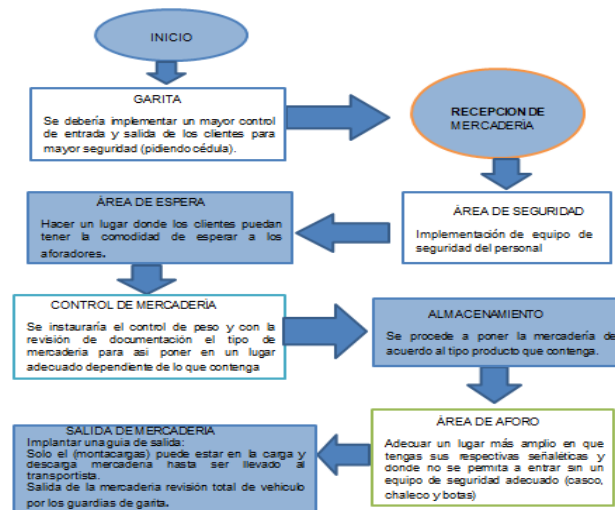 INICIO
GARITA
Se debería implementar un mayor control
de entrada y salida de los clientes para
mayor seguridad (pidiendo cédula).
RECEPCION DE
MERCADERÍA
ÁREA DE SEGURIDAD
Implementación de equipo de
seguridad del personal
ÁREA DE ESPERA
Hacer un lugar donde los clientes puedan
tener la comodidad de esperar a los
aforadores.
CONTROL DE MERCADERÍA
Se instauraría el control de peso y con la
revisión de documentación el tipo de
mercaderia para asi poner en un lugar
adecuado dependiente de lo que contenga
ALMACENAMIENTO
Se procede a poner la mercadería de
acuerdo al tipo producto que contenga.
ÁREA DE AFORO
Adecuar un lugar más amplio en que
tengas sus respectivas señaléticas y
donde no se permita a entrar sin un
equipo de seguridad adecuado (casco,
chaleco y botas)
SALIDA DE MERCADERIA
Implantar una guia de salida:
Solo el (montacargas) puede estar en la carga y
descarga mercaderia hasta ser llevado al
transportista.
Salida de la mercaderia revisión total de vehiculo
por los guardias de garita.